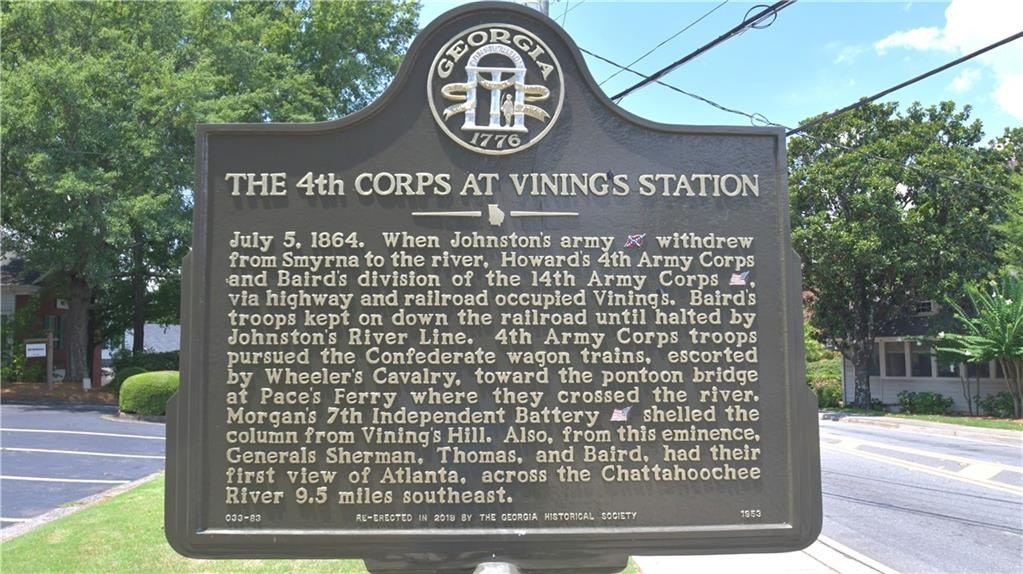 GEORGIA
1776
THE 4th CORPS AT VINING'S STATION
July 5, 1864. When Johnston's army withdrew
from Smyrna to the river, Howard's 4th Army Corps
and Baird's division of the 14th Army Corps ,
via highway and railroad occupied Vining's. Baird's
troops kept on down the railroad until halted by
Johnston's River Line. 4th Army Corps troops
pursued the Confederate wagon trains, escorted
by Wheeler's Cavalry, toward the pontoon bridge
at Pace's Ferry where they crossed the river.
Morgan's 7th Independent Battery shelled the
column from Vining's Hill. Also, from this eminence,
Generals Sherman, Thomas, and Baird, had their
first view of Atlanta, across the Chattahoochee
River 9.5 miles southeast.
033-83 RE-ERECTED IN 2019 BY THE GEORGIA HISTORICAL SOCIETY 1953